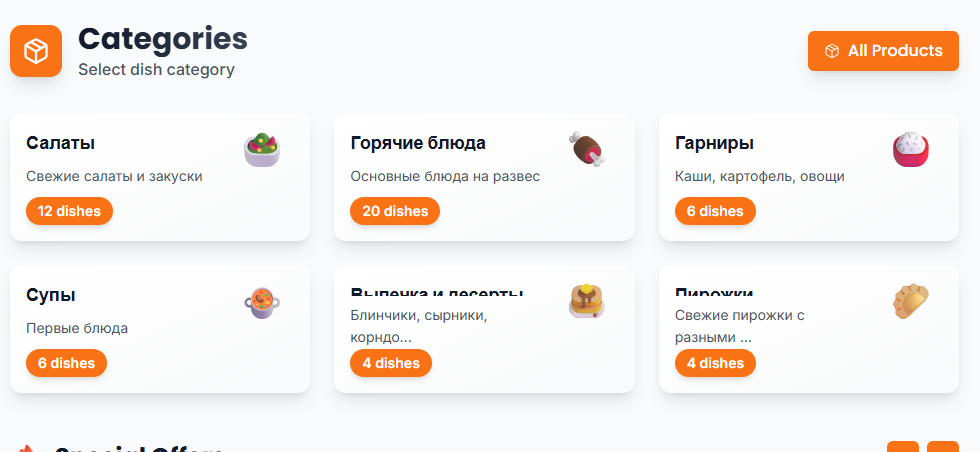 Categories
Select dish category
All Products
Салаты
Свежие салаты и закуски
12 dishes
Горячие блюда
Основные блюда на развес
20 dishes
Гарниры
Каши, картофель, овощи
6 dishes
Супы
Первые блюда
6 dishes
Выпечка и десерты
Блинчики, сырники,
корндо...
4 dishes
Пирожки
Свежие пирожки с
разными ...
4 dishes
Special Offers